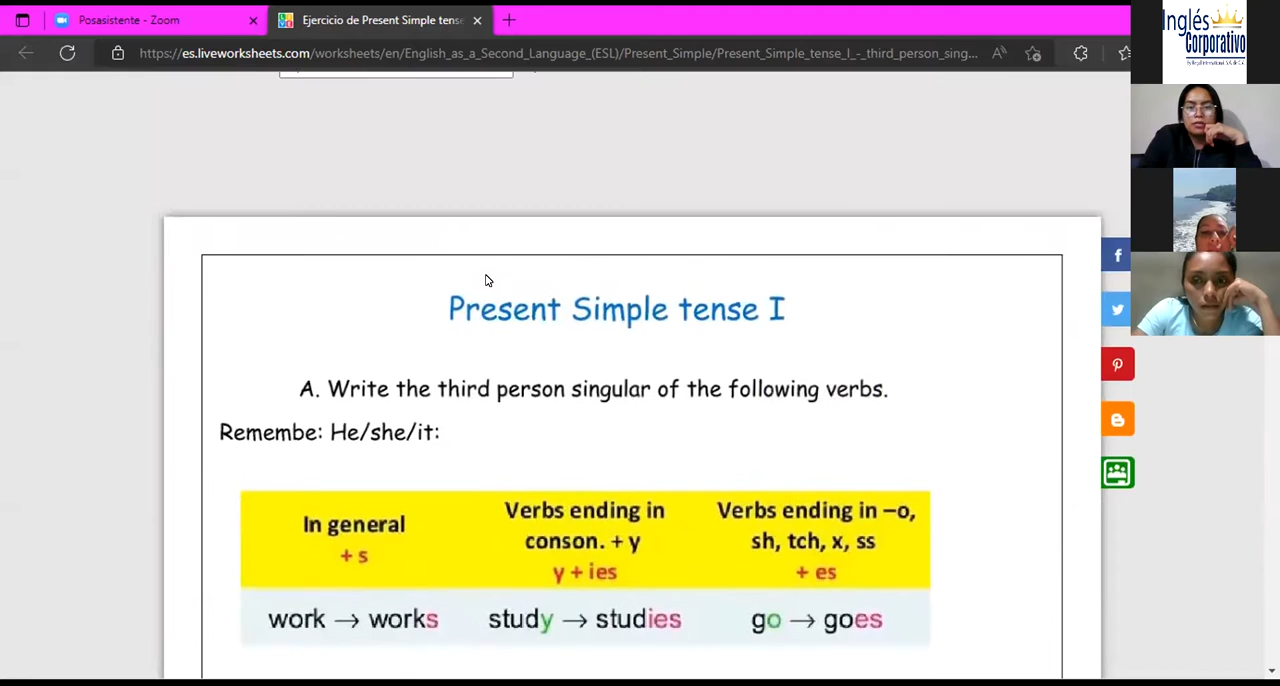 Posasistente - Zoom
Ejercicio de Present Simple tense
https://es.liveworksheets.com/worksheets/en/English_as_a_Second_Language_(ESL)/Present_Simple/Present_Simple_tense_I_-_third_person_sing...
Inglés
Corporativo
Present Simple tense I
A. Write the third person singular of the following verbs.
Remembe: He/she/it:
In general
+ s
Verbs ending in
conson. + y
y + ies
Verbs ending in –o,
sh, tch, x, ss
+ es
work → works
study → studies
go → goes